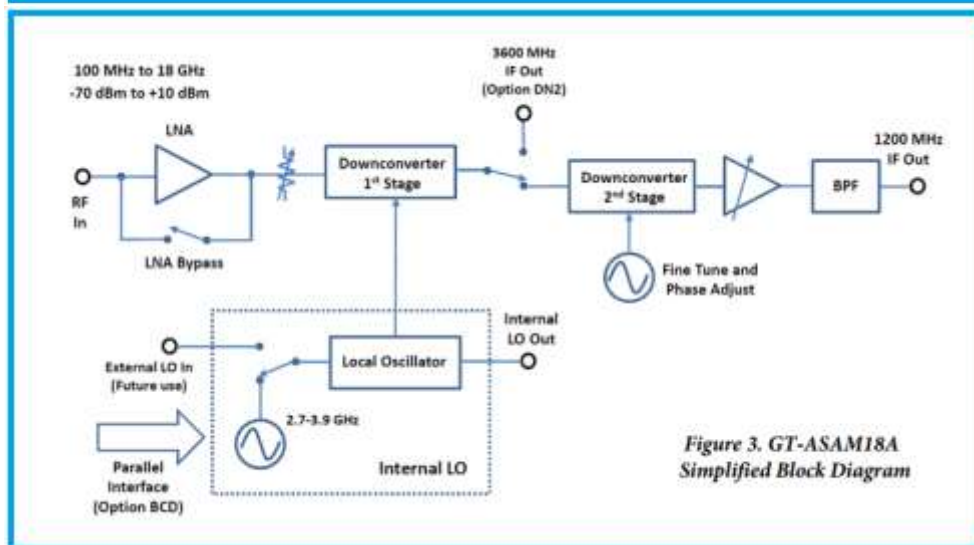 100 MHz to 18 GHz
-70 dBm to +10 dBm
LNA
RF
In
LNA Bypass
Downconverter
1st Stage
3600 MHz
IF Out
(Option DN2)
Downconverter
2nd Stage
BPF
1200 MHz
IF Out
Fine Tune and
Phase Adjust
External LO In
(Future use)
Local Oscillator
Internal
LO Out
2.7-3.9 GHz
Internal LO
Parallel
Interface
(Option BCD)
Figure 3. GT-ASAM18A
Simplified Block Diagram